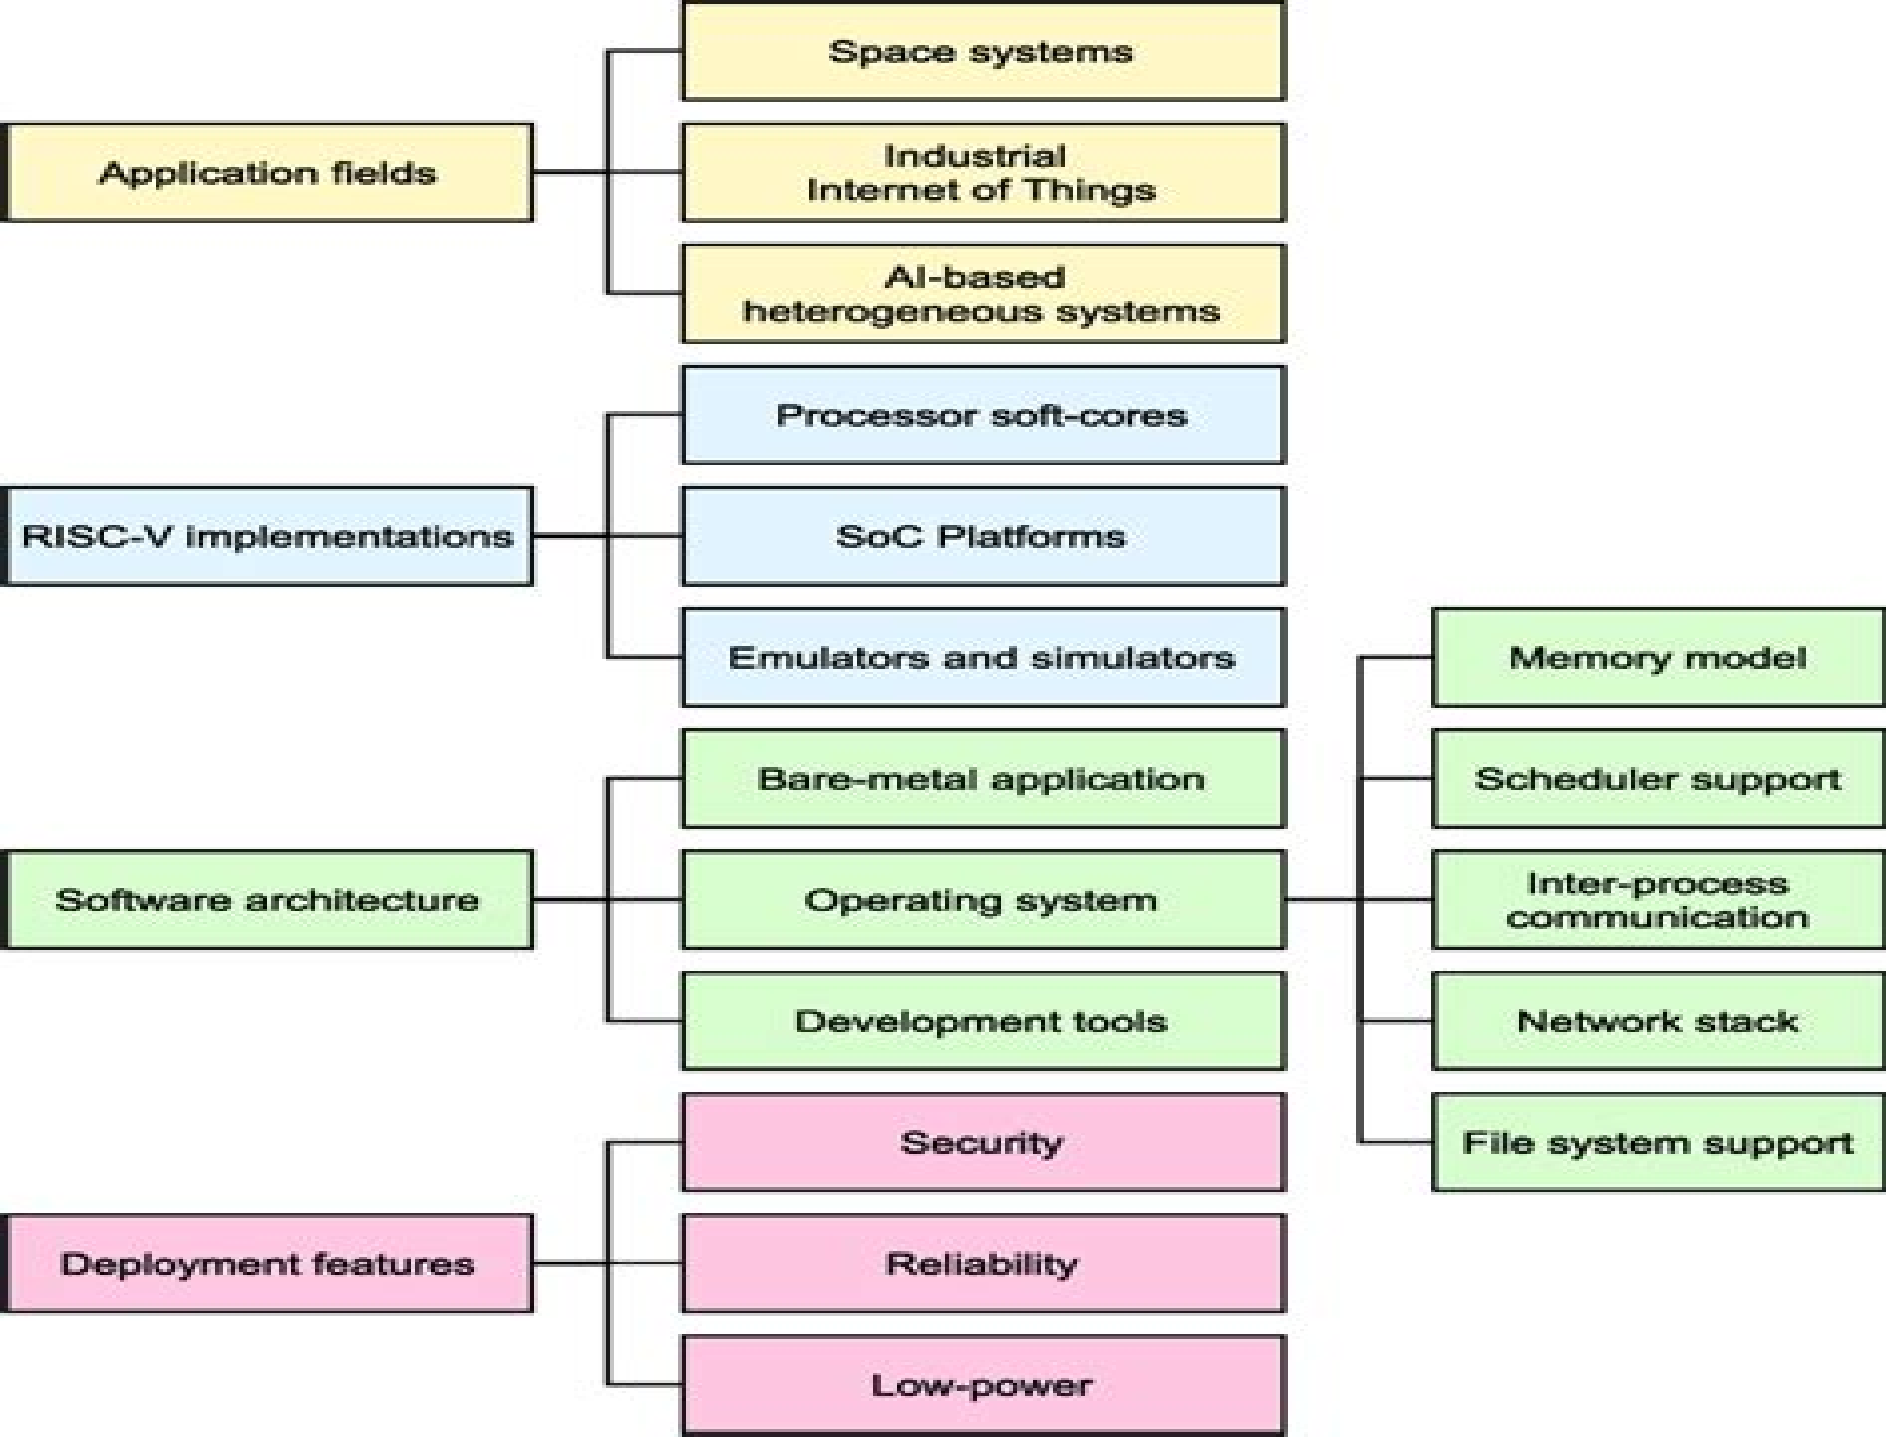 Application fields
Space systems
Industrial
Internet of Things
AI-based
heterogeneous systems
RISC-V implementations
Processor soft-cores
SoC Platforms
Emulators and simulators
Software architecture
Bare-metal application
Operating system
Development tools
Memory model
Scheduler support
Inter-process
communication
Network stack
File system support
Deployment features
Security
Reliability
Low-power